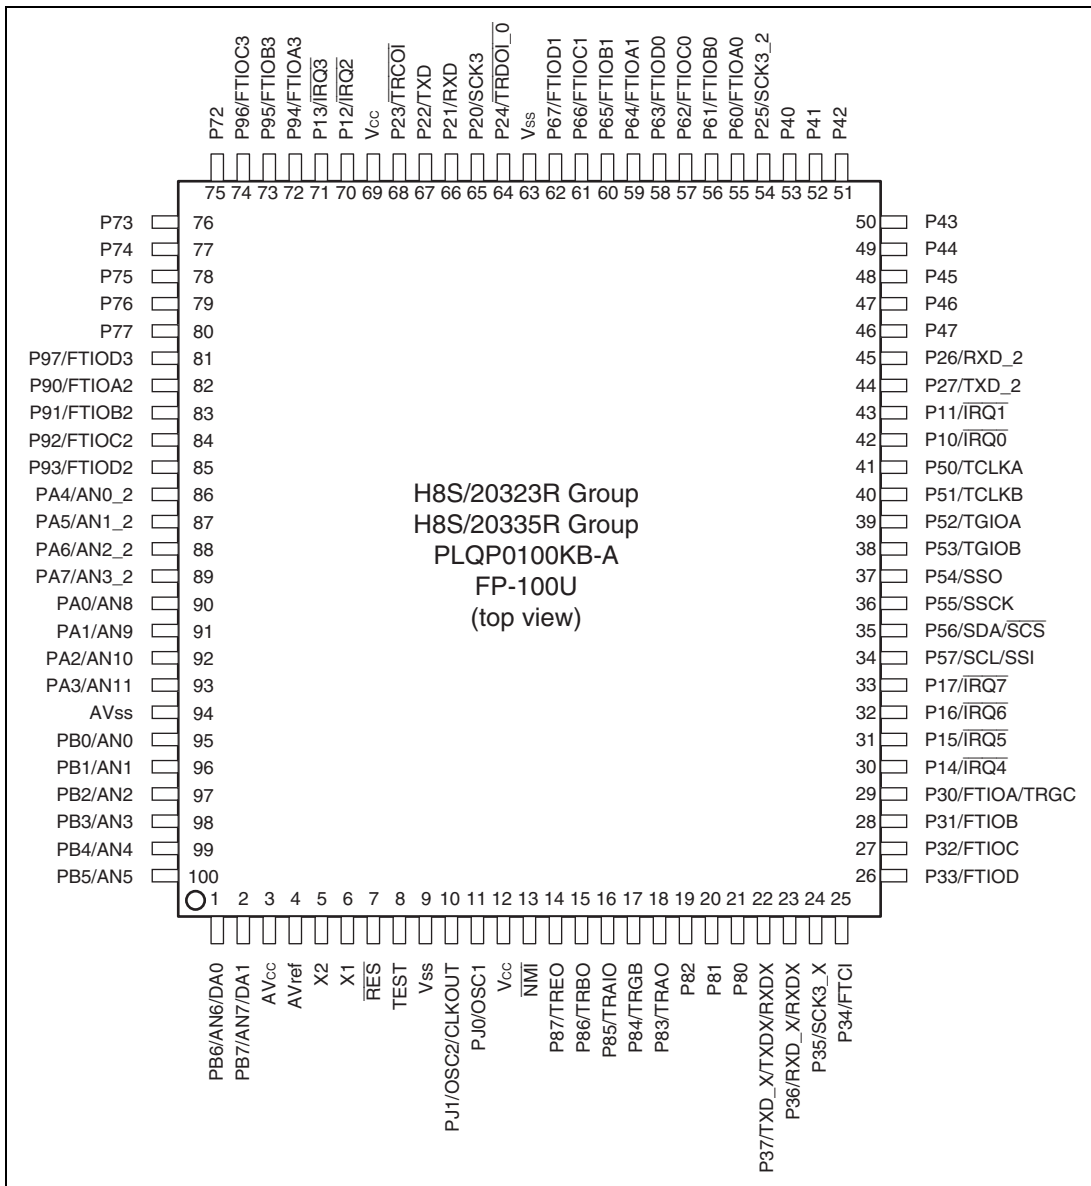 P72
P96/FTIOC3
P95/FTIOB3
P94/FTIOA3
P13/IRQ3
P12/IRQ2
Vcc
P23/TRCOI
P22/TXD
P21/RXD
P20/SCK3
P24/TRDOI_0
Vss
P67/FTIOD1
P66/FTIOC1
P65/FTIOB1
P64/FTIOA1
P63/FTIOD0
P62/FTIOC0
P61/FTIOB0
P60/FTIOA0
P25/SCK3_2
P40
P41
P42
75 74 73 72 71 70 69 68 67 66 65 64 63 62 61 60 59 58 57 56 55 54 53 52 51
P73 76
P74 77
P75 78
P76 79
P77 80
P97/FTIOD3 81
P90/FTIOA2 82
P91/FTIOB2 83
P92/FTIOC2 84
P93/FTIOD2 85
PA4/AN0_2 86
PA5/AN1_2 87
PA6/AN2_2 88
PA7/AN3_2 89
PA0/AN8 90
PA1/AN9 91
PA2/AN10 92
PA3/AN11 93
AVss 94
PB0/AN0 95
PB1/AN1 96
PB2/AN2 97
PB3/AN3 98
PB4/AN4 99
PB5/AN5 100
H8S/20323R Group
H8S/20335R Group
PLQP0100KB-A
FP-100U
(top view)
50 P43
49 P44
48 P45
47 P46
46 P47
45 P26/RXD_2
44 P27/TXD_2
43 P11/IRQ1
42 P10/IRQ0
41 P50/TCLKA
40 P51/TCLKB
39 P52/TGIOA
38 P53/TGIOB
37 P54/SSO
36 P55/SSCK
35 P56/SDA/SCS
34 P57/SCL/SSI
33 P17/IRQ7
32 P16/IRQ6
31 P15/IRQ5
30 P14/IRQ4
29 P30/FTIOA/TRGC
28 P31/FTIOB
27 P32/FTIOC
26 P33/FTIOD
1 2 3 4 5 6 7 8 9 10 11 12 13 14 15 16 17 18 19 20 21 22 23 24 25
PB6/AN6/DA0
PB7/AN7/DA1
AVcc
AVref
X2
X1
RES
TEST
Vss
PJ1/OSC2/CLKOUT
PJ0/OSC1
Vcc
NMI
P87/TREO
P86/TRBO
P85/TRAIO
P84/TRGB
P83/TRAO
P82
P81
P80
P37/TXD_X/TXDX/RXDX
P36/RXD_X/RXDX
P35/SCK3_X
P34/FTCI